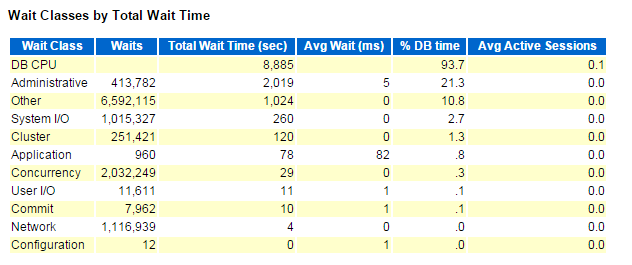 Wait Classes by Total Wait Time
Wait Class Waits Total Wait Time (sec) Avg Wait (ms) % DB time Avg Active Sessions
DB CPU 8,885 93.7 0.1
Administrative 413,782 2,019 5 21.3 0.0
Other 6,592,115 1,024 0 10.8 0.0
System I/O 1,015,327 260 0 2.7 0.0
Cluster 251,421 120 0 1.3 0.0
Application 960 78 82 .8 0.0
Concurrency 2,032,249 29 0 .3 0.0
User I/O 11,611 11 1 .1 0.0
Commit 7,962 10 1 .1 0.0
Network 1,116,939 4 0 .0 0.0
Configuration 12 0 1 .0 0.0